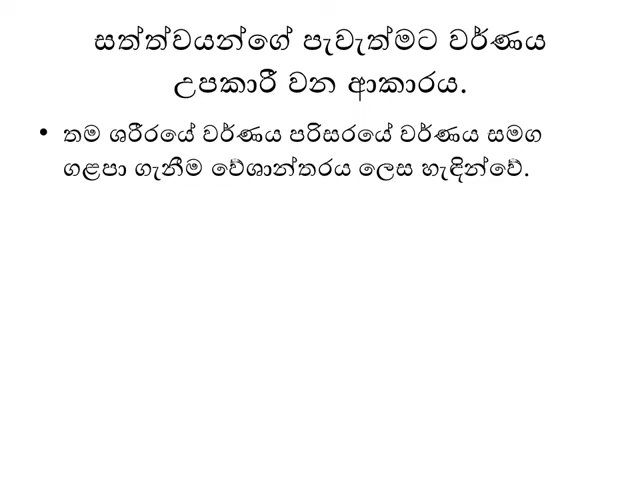 සත්ත්වයන්ගේ පැවැත්මට වර්ණය
උපකාරී වන ආකාරය.
• තම ශරීරයේ වර්ණය පරිසරයේ වර්ණය සමග
ගළපා ගැනීම වේශාන්තරය ලෙස හැඳින්වේ.